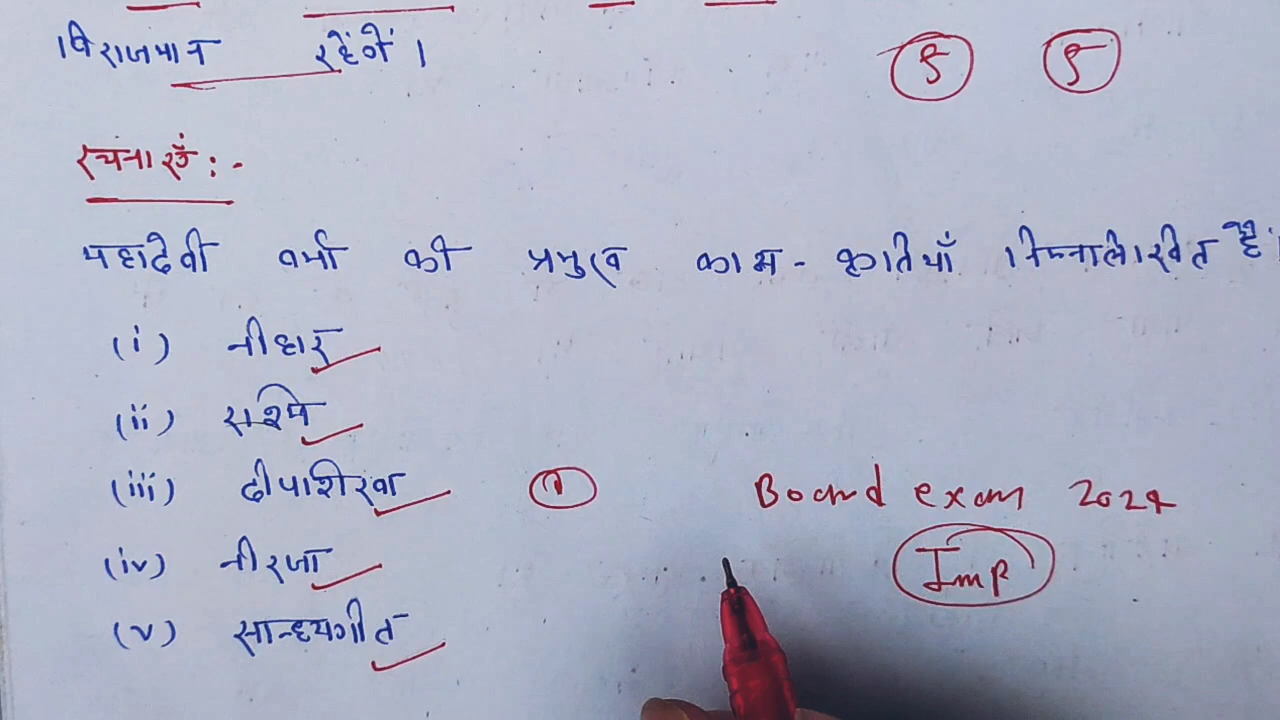 विराजमान रहेंगें।
रचनाएँ:-
महादेवी वर्मा की प्रमुख काव्य-कृतियाँ निम्नलिखित हैं।
(i) नीहार
(ii) रश्मि
(iii) दीपशिखा
Board exam 2024
(iv) नीरजा
Imp
(v) सान्ध्यगीत